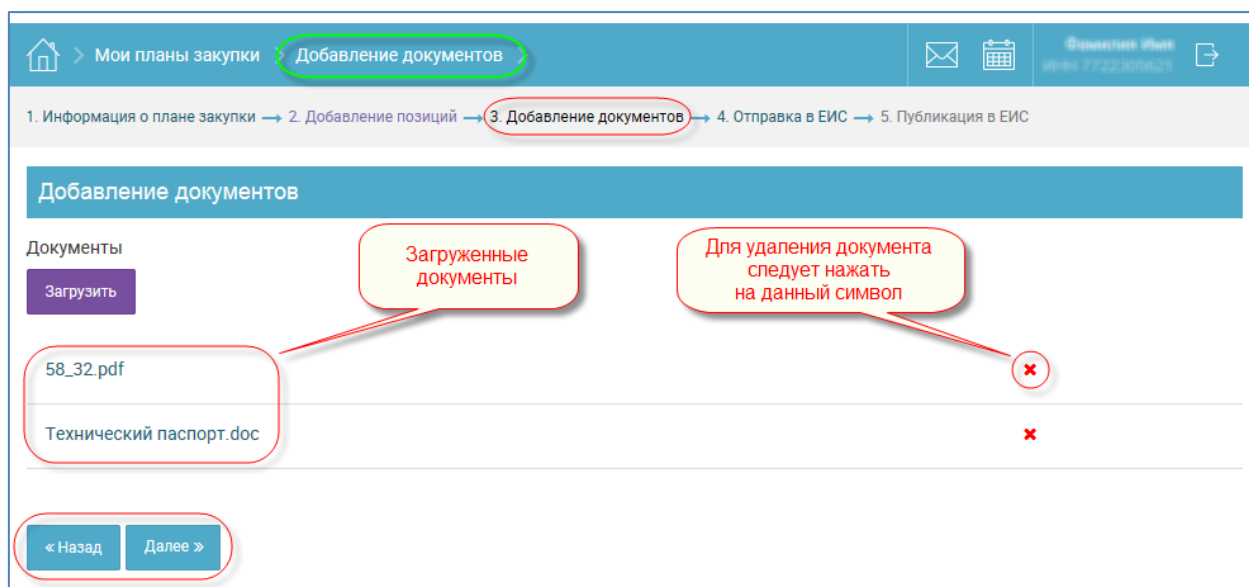 Мои планы закупки Добавление документов
1. Информация о плане закупки → 2. Добавление позиций → 3. Добавление документов → 4. Отправка в ЕИС → 5. Публикация в ЕИС
Добавление документов
Документы
Загрузить
Загруженные
документы
Для удаления документа
следует нажать
на данный символ
58_32.pdf
Технический паспорт.doc
« Назад
Далее »